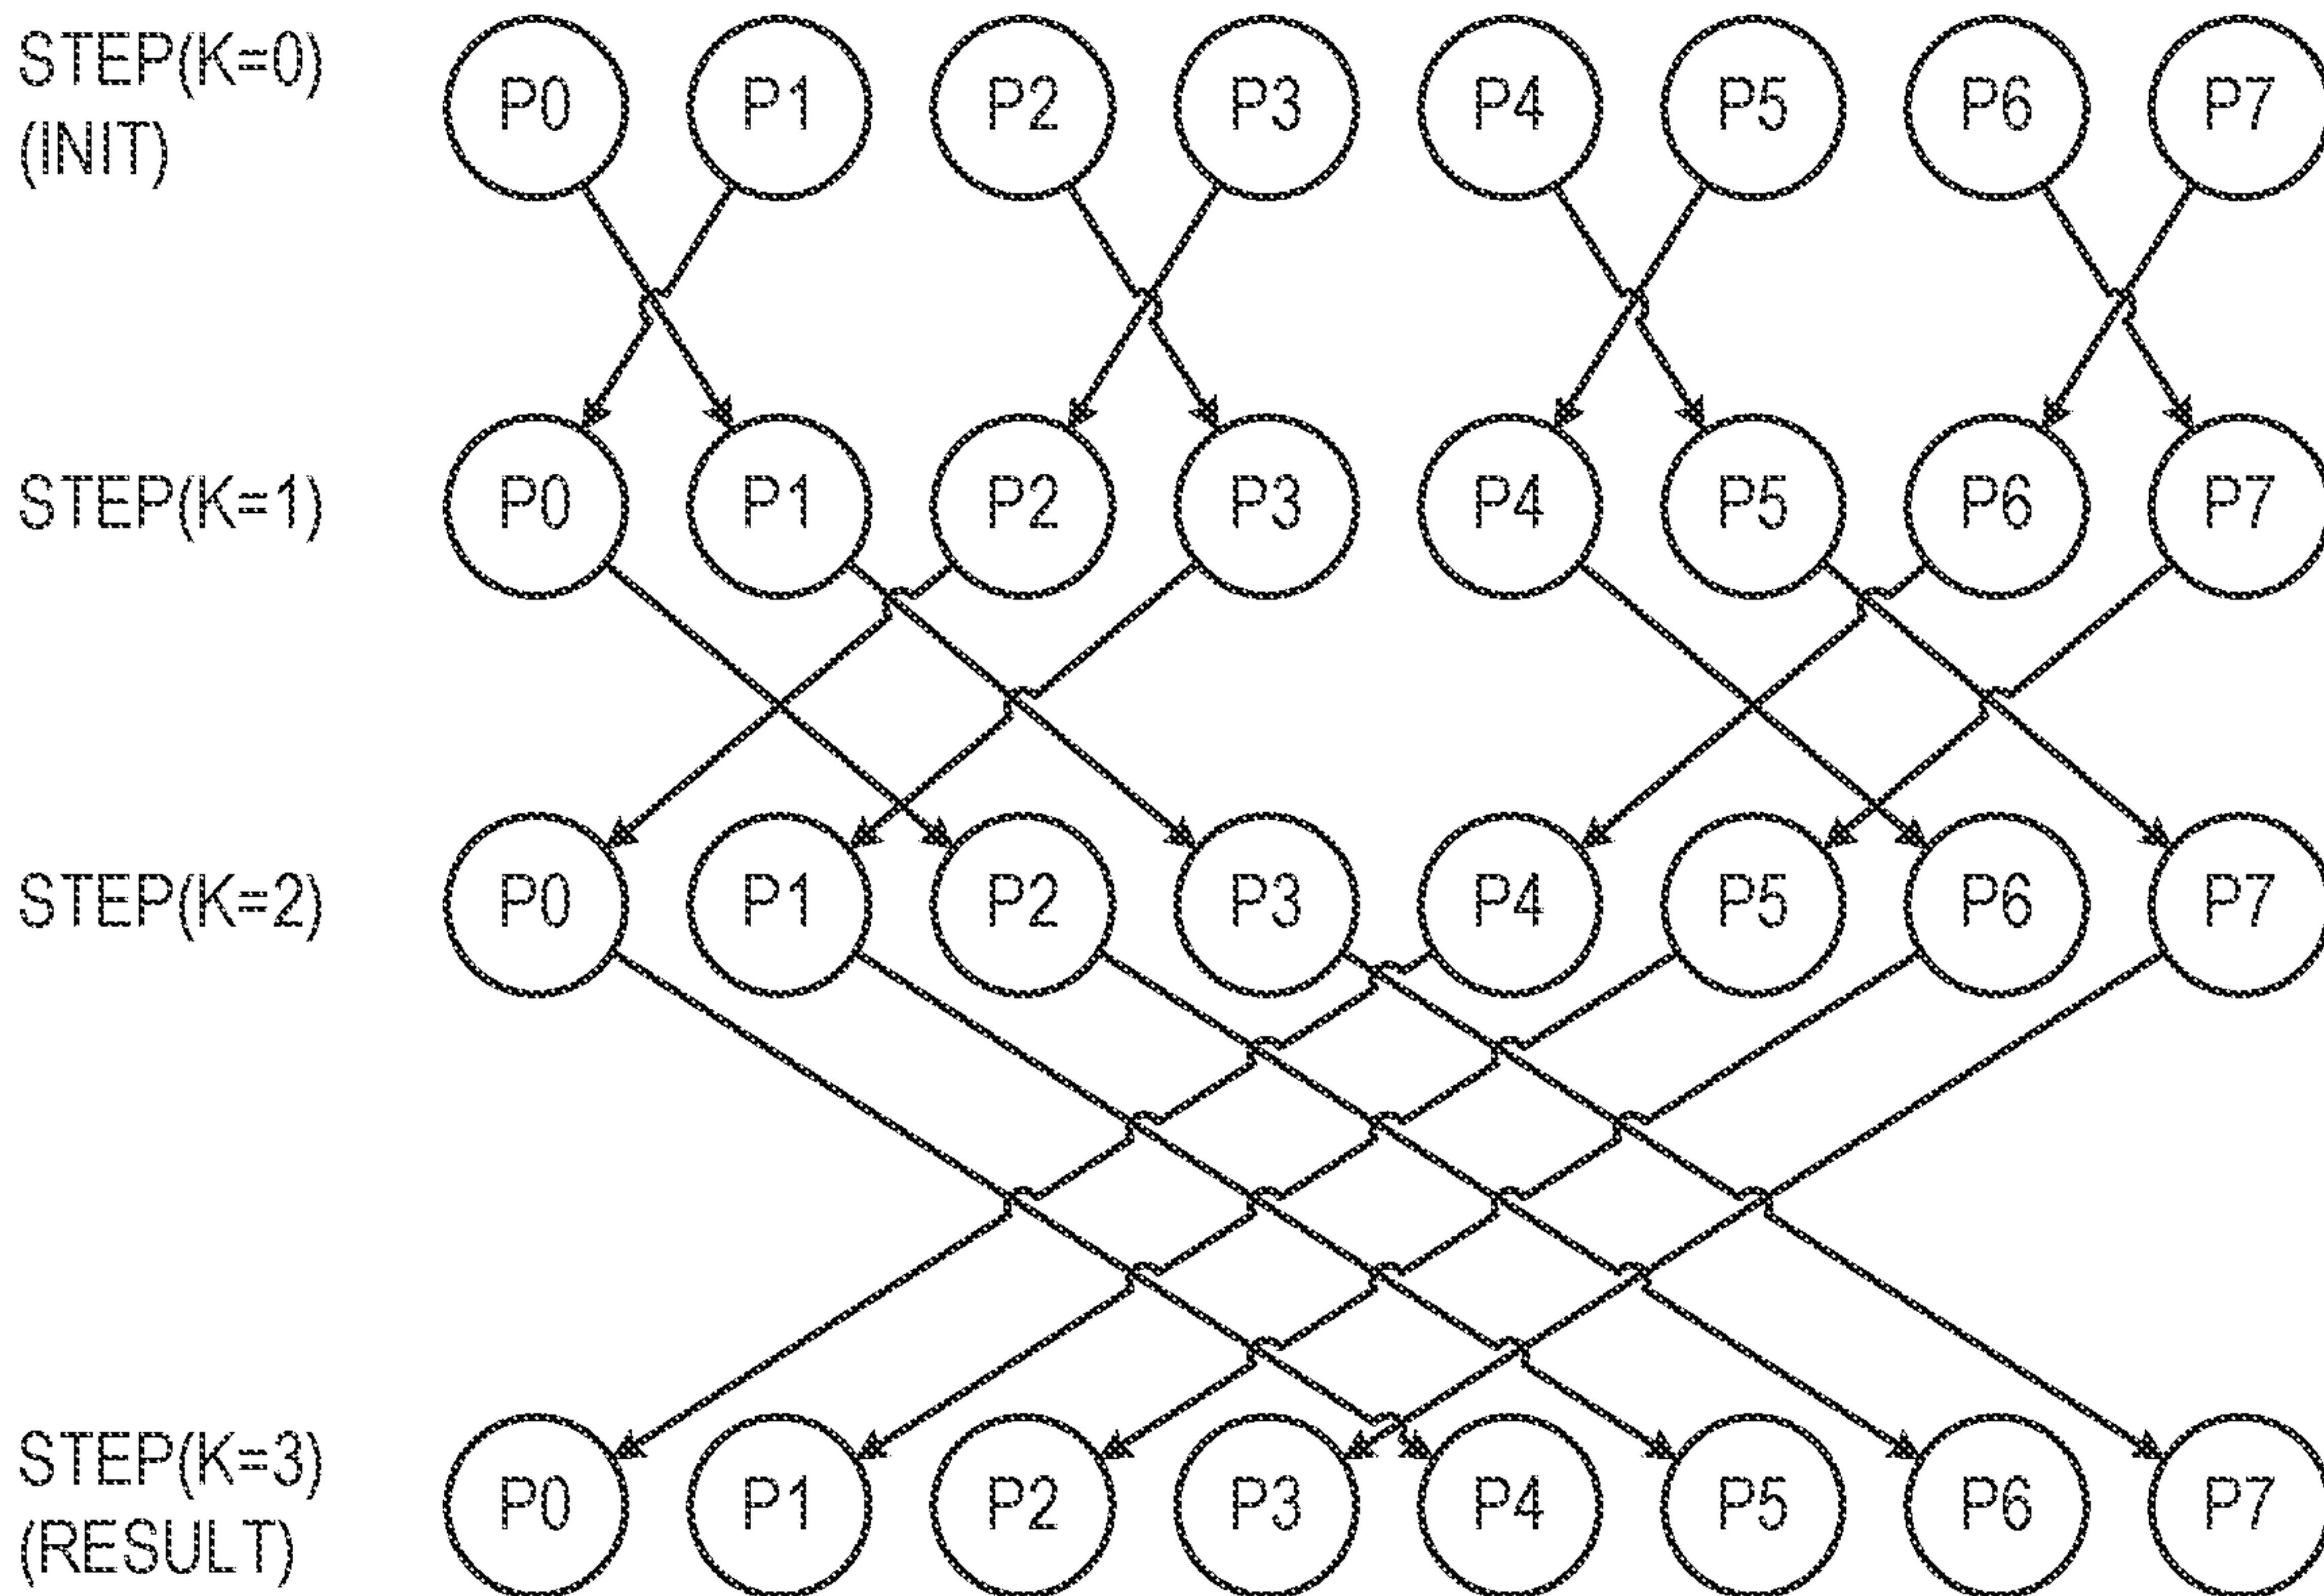 STEP(K=0)
(INIT)
P0 P1 P2 P3 P4 P5 P6 P7
STEP(K=1)
P0 P1 P2 P3 P4 P5 P6 P7
STEP(K=2)
P0 P1 P2 P3 P4 P5 P6 P7
STEP(K=3)
(RESULT)
P0 P1 P2 P3 P4 P5 P6 P7